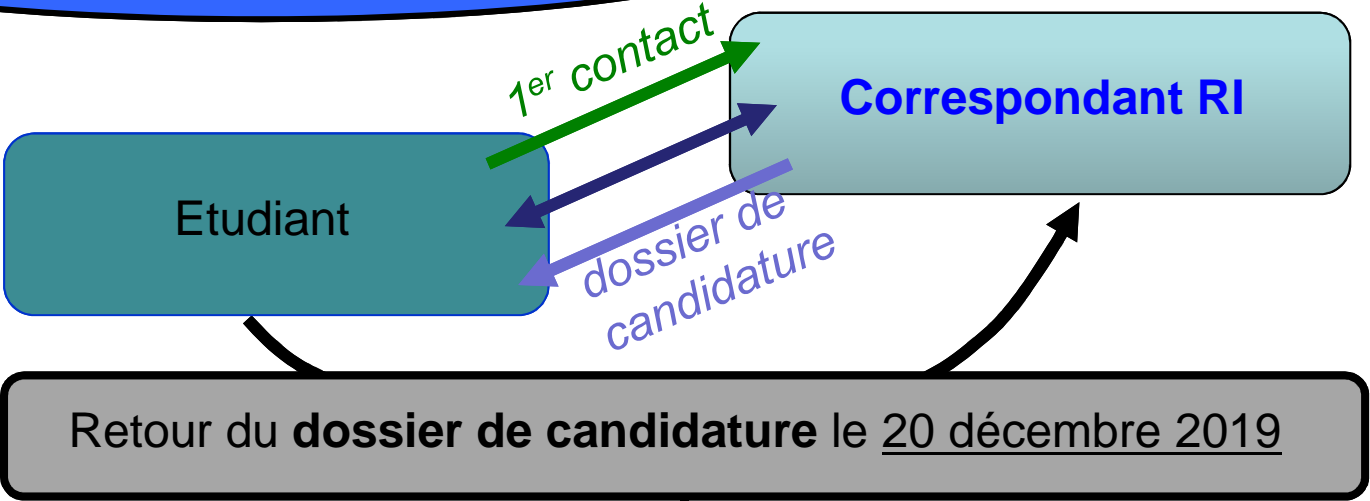 1er contact
Correspondant RI
Etudiant
dossier de
candidature
Retour du dossier de candidature le 20 décembre 2019